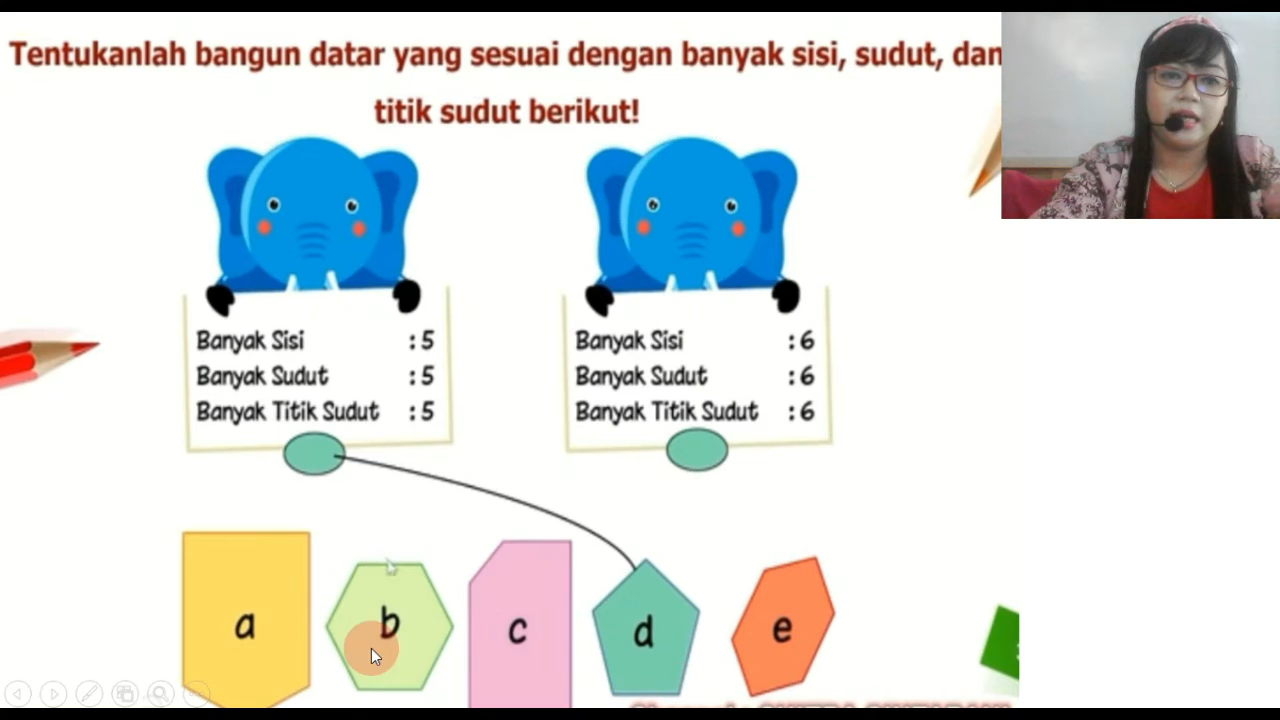 Tentukanlah bangun datar yang sesuai dengan banyak sisi, sudut, dan
titik sudut berikut!
Banyak Sisi : 5
Banyak Sudut : 5
Banyak Titik Sudut : 5
Banyak Sisi : 6
Banyak Sudut : 6
Banyak Titik Sudut : 6
a
b
c
d
e